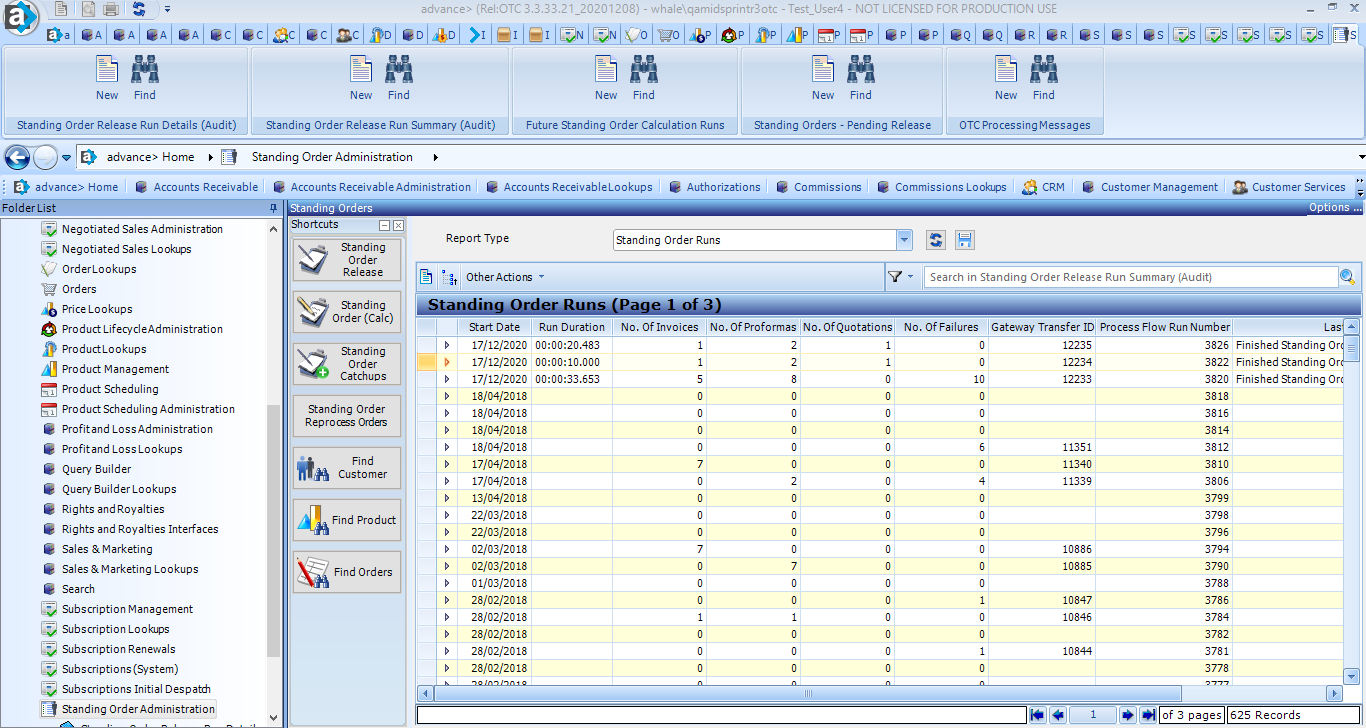 advance> (Rel:OTC 3.3.33.21_20201208) - whale\qamidsprintr3otc - Test_User4 - NOT LICENSED FOR PRODUCTION USE
a A A A A C C C C C D D D I I I N N O O P P P P P P P P Q Q R R S S S S S S S S S
New Find New Find New Find New Find New Find
Standing Order Release Run Details (Audit) Standing Order Release Run Summary (Audit) Future Standing Order Calculation Runs Standing Orders - Pending Release OTC Processing Messages
advance> Home Standing Order Administration
advance> Home Accounts Receivable Accounts Receivable Administration Accounts Receivable Lookups Authorizations Commissions Commissions Lookups CRM Customer Management Customer Services
Folder List
Negotiated Sales Administration
Negotiated Sales Lookups
Order Lookups
Orders
Price Lookups
Product Lifecycle Administration
Product Lookups
Product Management
Product Scheduling
Product Scheduling Administration
Profit and Loss Administration
Profit and Loss Lookups
Query Builder
Query Builder Lookups
Rights and Royalties
Rights and Royalties Interfaces
Sales & Marketing
Sales & Marketing Lookups
Search
Subscription Management
Subscription Lookups
Subscription Renewals
Subscriptions (System)
Subscriptions Initial Despatch
Standing Order Administration
Standing Orders Options ...
Shortcuts
Standing
Order
Release
Standing
Order (Calc)
Standing
Order
Catchups
Standing Order
Reprocess Orders
Find
Customer
Find Product
Find Orders
Report Type Standing Order Runs
Other Actions Search in Standing Order Release Run Summary (Audit)
Standing Order Runs (Page 1 of 3)
Start Date Run Duration No. Of Invoices No. Of Proformas No. Of Quotations No. Of Failures Gateway Transfer ID Process Flow Run Number Las
17/12/2020 00:00:20.483 1 2 1 0 12235 3826 Finished Standing Orc
17/12/2020 00:00:10.000 1 2 1 0 12234 3822 Finished Standing Orc
17/12/2020 00:00:33.653 5 8 0 10 12233 3820 Finished Standing Orc
18/04/2018 0 0 0 0 3818
18/04/2018 0 0 0 0 3816
18/04/2018 0 0 0 0 3814
18/04/2018 0 0 0 6 11351 3812
17/04/2018 7 0 0 0 11340 3810
17/04/2018 0 2 0 4 11339 3806
13/04/2018 0 0 0 0 3799
22/03/2018 0 0 0 0 3798
22/03/2018 0 0 0 0 3796
02/03/2018 7 0 0 0 10886 3794
02/03/2018 0 7 0 0 10885 3790
01/03/2018 0 0 0 0 3788
28/02/2018 0 0 0 1 10847 3786
28/02/2018 1 1 0 0 10846 3784
28/02/2018 0 0 0 0 3782
28/02/2018 0 0 0 1 10844 3781
28/02/2018 0 0 0 0 3778
28/02/2018 0 0 0 0 3777
1 of 3 pages 625 Records